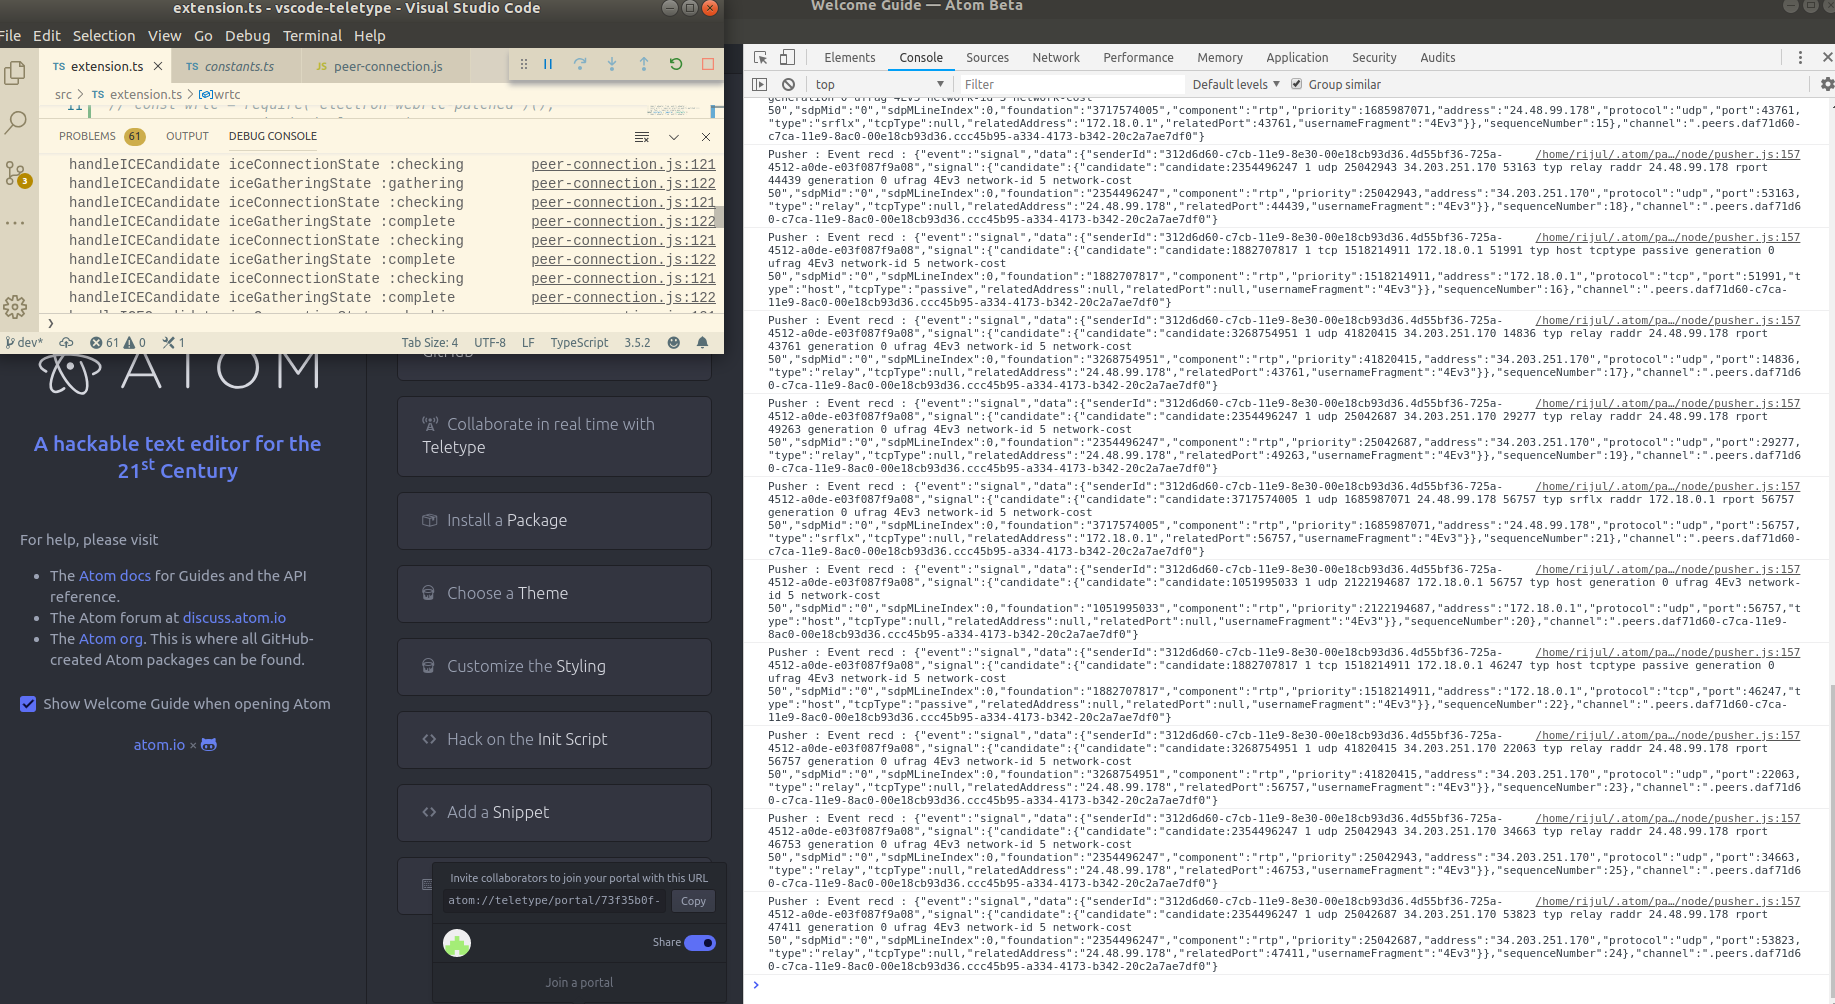 extension.ts - vscode-teletype - Visual Studio Code
File Edit Selection View Go Debug Terminal Help
TS extension.ts
TS constants.ts
JS peer-connection.js
src > TS extension.ts > wrtc
11 // const wrtc = require('electron-webrtc-patched')();
PROBLEMS 61 OUTPUT DEBUG CONSOLE
handleICECandidate iceConnectionState :checking peer-connection.js:121
handleICECandidate iceGatheringState :gathering peer-connection.js:122
handleICECandidate iceConnectionState :checking peer-connection.js:121
handleICECandidate iceGatheringState :complete peer-connection.js:122
handleICECandidate iceConnectionState :checking peer-connection.js:121
handleICECandidate iceGatheringState :complete peer-connection.js:122
handleICECandidate iceConnectionState :checking peer-connection.js:121
handleICECandidate iceGatheringState :complete peer-connection.js:122
3
dev* 61 0 1 Tab Size: 4 UTF-8 LF TypeScript 3.5.2
ATOM
A hackable text editor for the
21st Century
For help, please visit
• The Atom docs for Guides and the API
reference.
• The Atom forum at discuss.atom.io
• The Atom org. This is where all GitHub-
created Atom packages can be found.
Show Welcome Guide when opening Atom
atom.io ×
GitHub
Collaborate in real time with
Teletype
Install a Package
Choose a Theme
Customize the Styling
Hack on the Init Script
Add a Snippet
Invite collaborators to join your portal with this URL
atom://teletype/portal/73f35b0f- Copy
Share
Join a portal
Welcome Guide — Atom Beta
Elements Console Sources Network Performance Memory Application Security Audits
top Filter Default levels Group similar
generation 0 ufrag 4Ev3 network-id 5 network-cost
50","sdpMid":"0","sdpMLineIndex":0,"foundation":"3717574005","component":"rtp","priority":1685987071,"address":"24.48.99.178","protocol":"udp","port":43761,
"type":"srflx","tcpType":null,"relatedAddress":"172.18.0.1","relatedPort":43761,"usernameFragment":"4Ev3"}},"sequenceNumber":15},"channel":".peers.daf71d60-
c7ca-11e9-8ac0-00e18cb93d36.ccc45b95-a334-4173-b342-20c2a7ae7df0"}
Pusher : Event recd : {"event":"signal","data":{"senderId":"312d6d60-c7cb-11e9-8e30-00e18cb93d36.4d55bf36-725a- /home/rijul/.atom/pa…/node/pusher.js:157
4512-a0de-e03f087f9a08","signal":{"candidate":{"candidate":"candidate:2354496247 1 udp 25042943 34.203.251.170 53163 typ relay raddr 24.48.99.178 rport
44439 generation 0 ufrag 4Ev3 network-id 5 network-cost
50","sdpMid":"0","sdpMLineIndex":0,"foundation":"2354496247","component":"rtp","priority":25042943,"address":"34.203.251.170","protocol":"udp","port":53163,
"type":"relay","tcpType":null,"relatedAddress":"24.48.99.178","relatedPort":44439,"usernameFragment":"4Ev3"}},"sequenceNumber":18},"channel":".peers.daf71d6
0-c7ca-11e9-8ac0-00e18cb93d36.ccc45b95-a334-4173-b342-20c2a7ae7df0"}
Pusher : Event recd : {"event":"signal","data":{"senderId":"312d6d60-c7cb-11e9-8e30-00e18cb93d36.4d55bf36-725a- /home/rijul/.atom/pa…/node/pusher.js:157
4512-a0de-e03f087f9a08","signal":{"candidate":{"candidate":"candidate:1882707817 1 tcp 1518214911 172.18.0.1 51991 typ host tcptype passive generation 0
ufrag 4Ev3 network-id 5 network-cost
50","sdpMid":"0","sdpMLineIndex":0,"foundation":"1882707817","component":"rtp","priority":1518214911,"address":"172.18.0.1","protocol":"tcp","port":51991,"t
ype":"host","tcpType":"passive","relatedAddress":null,"relatedPort":null,"usernameFragment":"4Ev3"}},"sequenceNumber":16},"channel":".peers.daf71d60-c7ca-
11e9-8ac0-00e18cb93d36.ccc45b95-a334-4173-b342-20c2a7ae7df0"}
Pusher : Event recd : {"event":"signal","data":{"senderId":"312d6d60-c7cb-11e9-8e30-00e18cb93d36.4d55bf36-725a- /home/rijul/.atom/pa…/node/pusher.js:157
4512-a0de-e03f087f9a08","signal":{"candidate":{"candidate":"candidate:3268754951 1 udp 41820415 34.203.251.170 14836 typ relay raddr 24.48.99.178 rport
43761 generation 0 ufrag 4Ev3 network-id 5 network-cost
50","sdpMid":"0","sdpMLineIndex":0,"foundation":"3268754951","component":"rtp","priority":41820415,"address":"34.203.251.170","protocol":"udp","port":14836,
"type":"relay","tcpType":null,"relatedAddress":"24.48.99.178","relatedPort":43761,"usernameFragment":"4Ev3"}},"sequenceNumber":17},"channel":".peers.daf71d6
0-c7ca-11e9-8ac0-00e18cb93d36.ccc45b95-a334-4173-b342-20c2a7ae7df0"}
Pusher : Event recd : {"event":"signal","data":{"senderId":"312d6d60-c7cb-11e9-8e30-00e18cb93d36.4d55bf36-725a- /home/rijul/.atom/pa…/node/pusher.js:157
4512-a0de-e03f087f9a08","signal":{"candidate":{"candidate":"candidate:2354496247 1 udp 25042687 34.203.251.170 29277 typ relay raddr 24.48.99.178 rport
49263 generation 0 ufrag 4Ev3 network-id 5 network-cost
50","sdpMid":"0","sdpMLineIndex":0,"foundation":"2354496247","component":"rtp","priority":25042687,"address":"34.203.251.170","protocol":"udp","port":29277,
"type":"relay","tcpType":null,"relatedAddress":"24.48.99.178","relatedPort":49263,"usernameFragment":"4Ev3"}},"sequenceNumber":19},"channel":".peers.daf71d6
0-c7ca-11e9-8ac0-00e18cb93d36.ccc45b95-a334-4173-b342-20c2a7ae7df0"}
Pusher : Event recd : {"event":"signal","data":{"senderId":"312d6d60-c7cb-11e9-8e30-00e18cb93d36.4d55bf36-725a- /home/rijul/.atom/pa…/node/pusher.js:157
4512-a0de-e03f087f9a08","signal":{"candidate":{"candidate":"candidate:3717574005 1 udp 1685987071 24.48.99.178 56757 typ srflx raddr 172.18.0.1 rport 56757
generation 0 ufrag 4Ev3 network-id 5 network-cost
50","sdpMid":"0","sdpMLineIndex":0,"foundation":"3717574005","component":"rtp","priority":1685987071,"address":"24.48.99.178","protocol":"udp","port":56757,
"type":"srflx","tcpType":null,"relatedAddress":"172.18.0.1","relatedPort":56757,"usernameFragment":"4Ev3"}},"sequenceNumber":21},"channel":".peers.daf71d60-
c7ca-11e9-8ac0-00e18cb93d36.ccc45b95-a334-4173-b342-20c2a7ae7df0"}
Pusher : Event recd : {"event":"signal","data":{"senderId":"312d6d60-c7cb-11e9-8e30-00e18cb93d36.4d55bf36-725a- /home/rijul/.atom/pa…/node/pusher.js:157
4512-a0de-e03f087f9a08","signal":{"candidate":{"candidate":"candidate:1051995033 1 udp 2122194687 172.18.0.1 56757 typ host generation 0 ufrag 4Ev3 network-
id 5 network-cost
50","sdpMid":"0","sdpMLineIndex":0,"foundation":"1051995033","component":"rtp","priority":2122194687,"address":"172.18.0.1","protocol":"udp","port":56757,"t
ype":"host","tcpType":null,"relatedAddress":null,"relatedPort":null,"usernameFragment":"4Ev3"}},"sequenceNumber":20},"channel":".peers.daf71d60-c7ca-11e9-
8ac0-00e18cb93d36.ccc45b95-a334-4173-b342-20c2a7ae7df0"}
Pusher : Event recd : {"event":"signal","data":{"senderId":"312d6d60-c7cb-11e9-8e30-00e18cb93d36.4d55bf36-725a- /home/rijul/.atom/pa…/node/pusher.js:157
4512-a0de-e03f087f9a08","signal":{"candidate":{"candidate":"candidate:1882707817 1 tcp 1518214911 172.18.0.1 46247 typ host tcptype passive generation 0
ufrag 4Ev3 network-id 5 network-cost
50","sdpMid":"0","sdpMLineIndex":0,"foundation":"1882707817","component":"rtp","priority":1518214911,"address":"172.18.0.1","protocol":"tcp","port":46247,"t
ype":"host","tcpType":"passive","relatedAddress":null,"relatedPort":null,"usernameFragment":"4Ev3"}},"sequenceNumber":22},"channel":".peers.daf71d60-c7ca-
11e9-8ac0-00e18cb93d36.ccc45b95-a334-4173-b342-20c2a7ae7df0"}
Pusher : Event recd : {"event":"signal","data":{"senderId":"312d6d60-c7cb-11e9-8e30-00e18cb93d36.4d55bf36-725a- /home/rijul/.atom/pa…/node/pusher.js:157
4512-a0de-e03f087f9a08","signal":{"candidate":{"candidate":"candidate:3268754951 1 udp 41820415 34.203.251.170 22063 typ relay raddr 24.48.99.178 rport
56757 generation 0 ufrag 4Ev3 network-id 5 network-cost
50","sdpMid":"0","sdpMLineIndex":0,"foundation":"3268754951","component":"rtp","priority":41820415,"address":"34.203.251.170","protocol":"udp","port":22063,
"type":"relay","tcpType":null,"relatedAddress":"24.48.99.178","relatedPort":56757,"usernameFragment":"4Ev3"}},"sequenceNumber":23},"channel":".peers.daf71d6
0-c7ca-11e9-8ac0-00e18cb93d36.ccc45b95-a334-4173-b342-20c2a7ae7df0"}
Pusher : Event recd : {"event":"signal","data":{"senderId":"312d6d60-c7cb-11e9-8e30-00e18cb93d36.4d55bf36-725a- /home/rijul/.atom/pa…/node/pusher.js:157
4512-a0de-e03f087f9a08","signal":{"candidate":{"candidate":"candidate:2354496247 1 udp 25042943 34.203.251.170 34663 typ relay raddr 24.48.99.178 rport
46753 generation 0 ufrag 4Ev3 network-id 5 network-cost
50","sdpMid":"0","sdpMLineIndex":0,"foundation":"2354496247","component":"rtp","priority":25042943,"address":"34.203.251.170","protocol":"udp","port":34663,
"type":"relay","tcpType":null,"relatedAddress":"24.48.99.178","relatedPort":46753,"usernameFragment":"4Ev3"}},"sequenceNumber":25},"channel":".peers.daf71d6
0-c7ca-11e9-8ac0-00e18cb93d36.ccc45b95-a334-4173-b342-20c2a7ae7df0"}
Pusher : Event recd : {"event":"signal","data":{"senderId":"312d6d60-c7cb-11e9-8e30-00e18cb93d36.4d55bf36-725a- /home/rijul/.atom/pa…/node/pusher.js:157
4512-a0de-e03f087f9a08","signal":{"candidate":{"candidate":"candidate:2354496247 1 udp 25042687 34.203.251.170 53823 typ relay raddr 24.48.99.178 rport
47411 generation 0 ufrag 4Ev3 network-id 5 network-cost
50","sdpMid":"0","sdpMLineIndex":0,"foundation":"2354496247","component":"rtp","priority":25042687,"address":"34.203.251.170","protocol":"udp","port":53823,
"type":"relay","tcpType":null,"relatedAddress":"24.48.99.178","relatedPort":47411,"usernameFragment":"4Ev3"}},"sequenceNumber":24},"channel":".peers.daf71d6
0-c7ca-11e9-8ac0-00e18cb93d36.ccc45b95-a334-4173-b342-20c2a7ae7df0"}